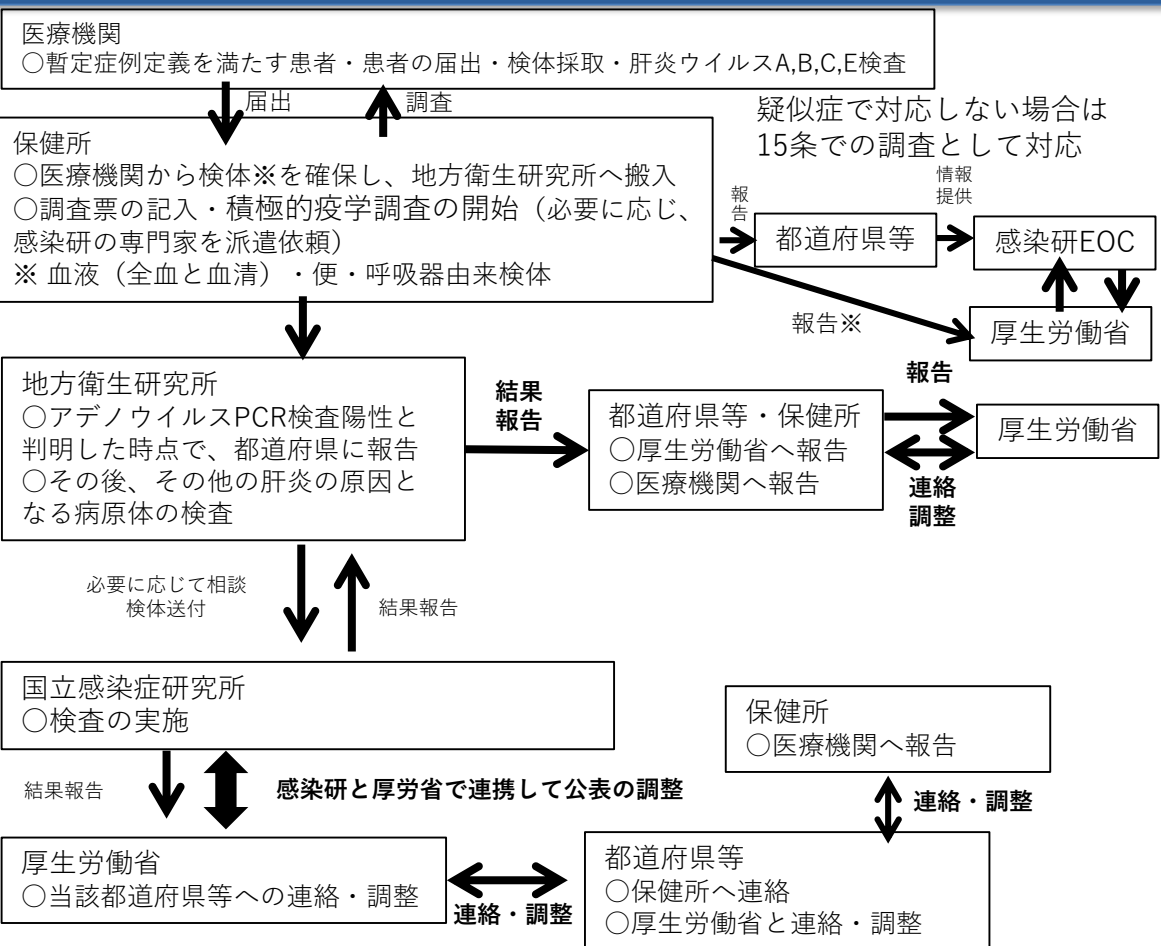 医療機関
○暫定症例定義を満たす患者・患者の届出・検体採取・肝炎ウイルスA,B,C,E検査
届出
調査
疑似症で対応しない場合は
15条での調査として対応
保健所
○医療機関から検体※を確保し、地方衛生研究所へ搬入
○調査票の記入・積極的疫学調査の開始（必要に応じ、
感染研の専門家を派遣依頼）
※ 血液（全血と血清）・便・呼吸器由来検体
報
告
都道府県等
情報
提供
感染研EOC
報告※
厚生労働省
地方衛生研究所
○アデノウイルスPCR検査陽性と
判明した時点で、都道府県に報告
○その後、その他の肝炎の原因と
なる病原体の検査
結果
報告
都道府県等・保健所
○厚生労働省へ報告
○医療機関へ報告
報告
連絡
調整
厚生労働省
必要に応じて相談
検体送付
結果報告
国立感染症研究所
○検査の実施
結果報告
感染研と厚労省で連携して公表の調整
保健所
○医療機関へ報告
連絡・調整
厚生労働省
○当該都道府県等への連絡・調整
連絡・調整
都道府県等
○保健所へ連絡
○厚生労働省と連絡・調整